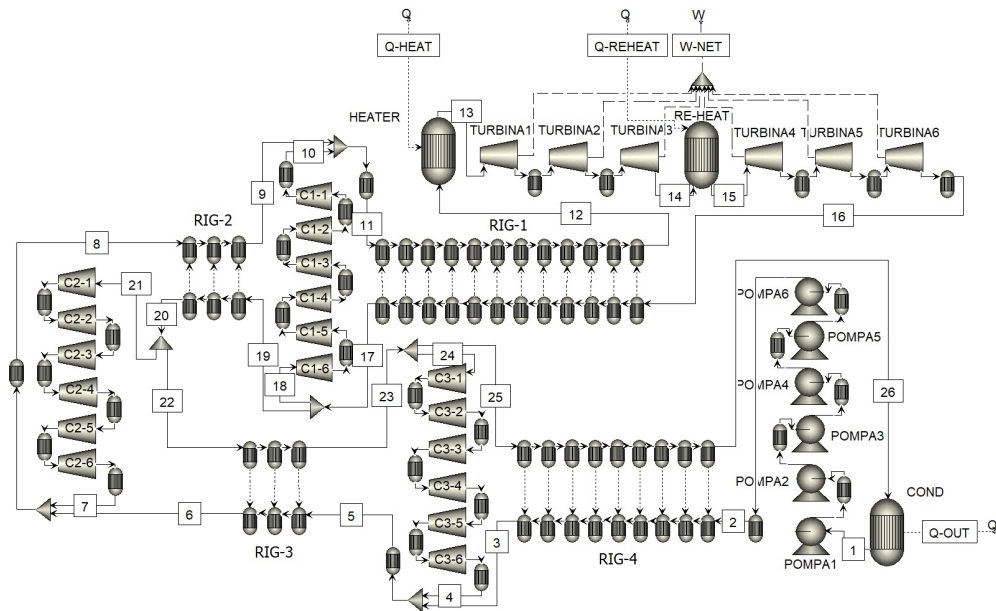 Q
Q
W
Q-HEAT
Q-REHEAT
W-NET
HEATER
13
TURBINA1
TURBINA2
TURBINA3
RE-HEAT
TURBINA4
TURBINA5
TURBINA6
10
9
C1-1
11
14
15
12
16
RIG-2
RIG-1
8
C1-2
C2-1
21
C1-3
20
C1-4
POMPA6
C2-2
19
C1-5
17
24
POMPA5
C2-3
18
C1-6
22
23
C3-1
25
POMPA4
26
C2-4
C3-2
C2-5
C3-3
POMPA3
C2-6
C3-4
POMPA2
COND
7
6
5
C3-5
3
2
1
Q-OUT
Q
RIG-3
C3-6
RIG-4
POMPA1
4